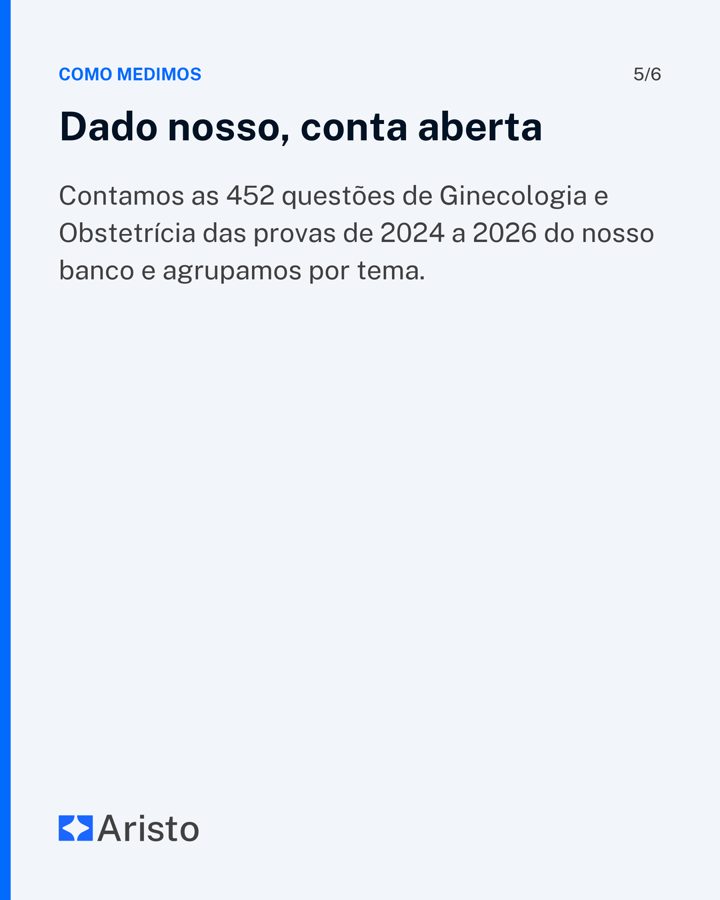 COMO MEDIMOS
5/6
Dado nosso, conta aberta
Contamos as 452 questões de Ginecologia e
Obstetrícia das provas de 2024 a 2026 do nosso
banco e agrupamos por tema.
Aristo